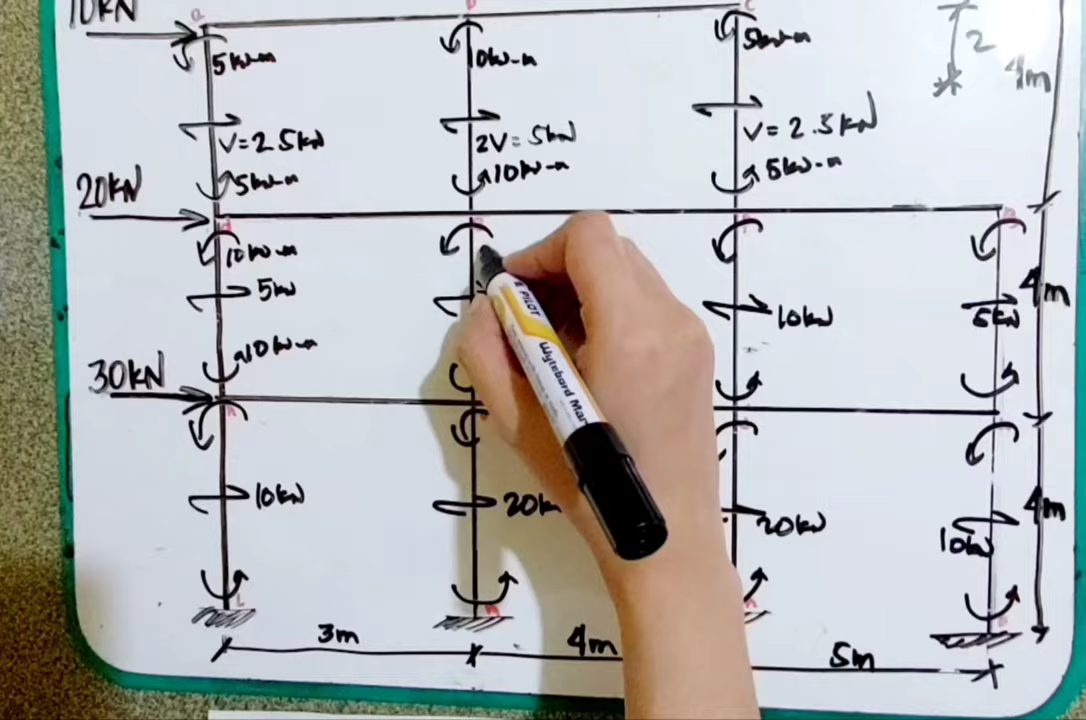 10KN
a
c
5kN-m
10kN-m
5kN-m
2
4m
V=2.5kN
2V=5kN
V=2.5kN
5kN-m
10kN-m
5kN-m
20KN
d
10kN-m
5kN
10kN
5kN
4m
10kN-m
30KN
10kN
20kN
20kN
10kN
4m
L
m
3m
4m
5m
PILOT
Wyteboard Mar